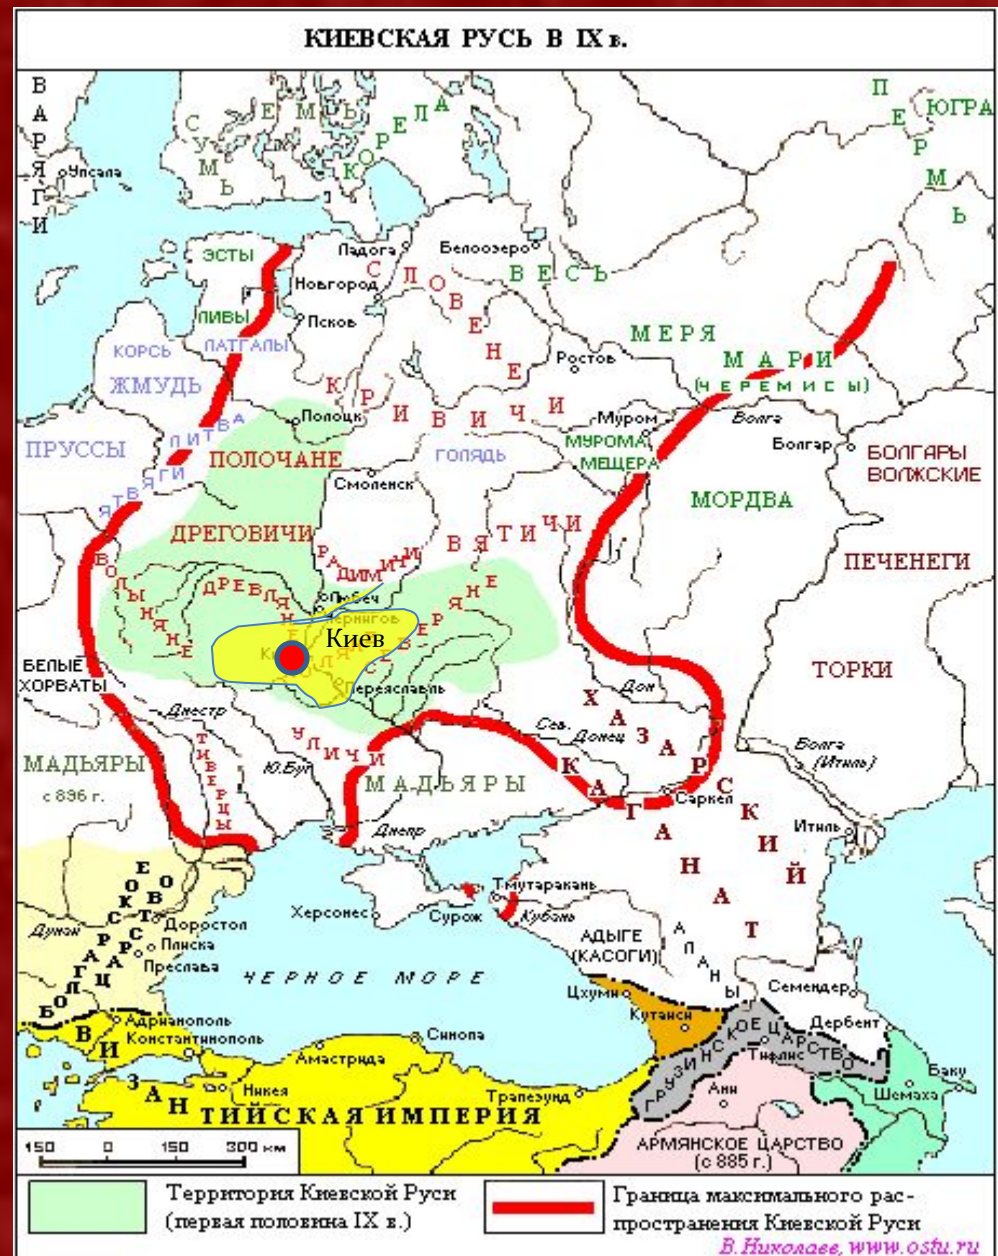 КИЕВСКАЯ РУСЬ В IX в.
ВАРЯГИ
СУМЬ
ЕМЬ
КОРЕЛА
ПЕРМЬ
ЮГРА
Упсала
ЭСТЫ
Ладога
Белоозеро
СЛОВЕНЕ
ВЕСЬ
Новгород
ЛИВЫ
Псков
КОРСЬ
ЛАТГАЛЫ
МЕРЯ
Ростов
МАРИ
(ЧЕРЕМИСЫ)
ЖМУДЬ
КРИВИЧИ
Полоцк
Муром
Волга
ЛИТВА
ПРУССЫ
ПОЛОЧАНЕ
ГОЛЯДЬ
МУРОМА
МЕЩЕРА
Болгар
БОЛГАРЫ
ВОЛЖСКИЕ
ЯТВЯГИ
Смоленск
МОРДВА
ДРЕГОВИЧИ
ВЯТИЧИ
РАДИМИЧИ
ПЕЧЕНЕГИ
ВОЛЫНЯНЕ
ДРЕВЛЯНЕ
Любеч
Чернигов
СЕВЕРЯНЕ
Киев
БЕЛЫЕ
ХОРВАТЫ
Переяславль
ТОРКИ
Днестр
Дон
ХАЗАРСКИЙ
Сев.
Донец
УЛИЧИ
ТИВЕРЦЫ
Ю.Буг
МАДЬЯРЫ
с 896 г.
МАДЬЯРЫ
КАГАНАТ
Волга
(Итиль)
Саркел
Днепр
Итиль
Тмутаракань
Херсонес
Сурож
Кубань
Дунай
Доростол
Плиска
Преслава
БОЛГАРСКОЕ
ЦАРСТВО
АДЫГЕ
(КАСОГИ)
АЛАНЫ
ЧЕРНОЕ МОРЕ
Цхуми
Семендер
Кутаиси
Дербент
Адрианополь
Константинополь
Синопа
Амастрида
ГРУЗИНСКОЕ ЦАРСТВО
Тифлис
Баку
Никея
Трапезунд
Ани
Шемаха
ВИЗАНТИЙСКАЯ ИМПЕРИЯ
АРМЯНСКОЕ ЦАРСТВО
(с 885 г.)
150 0 150 300 км
Территория Киевской Руси
(первая половина IX в.)
Граница максимального рас-
пространения Киевской Руси
В.Николаев, www.ostu.ru